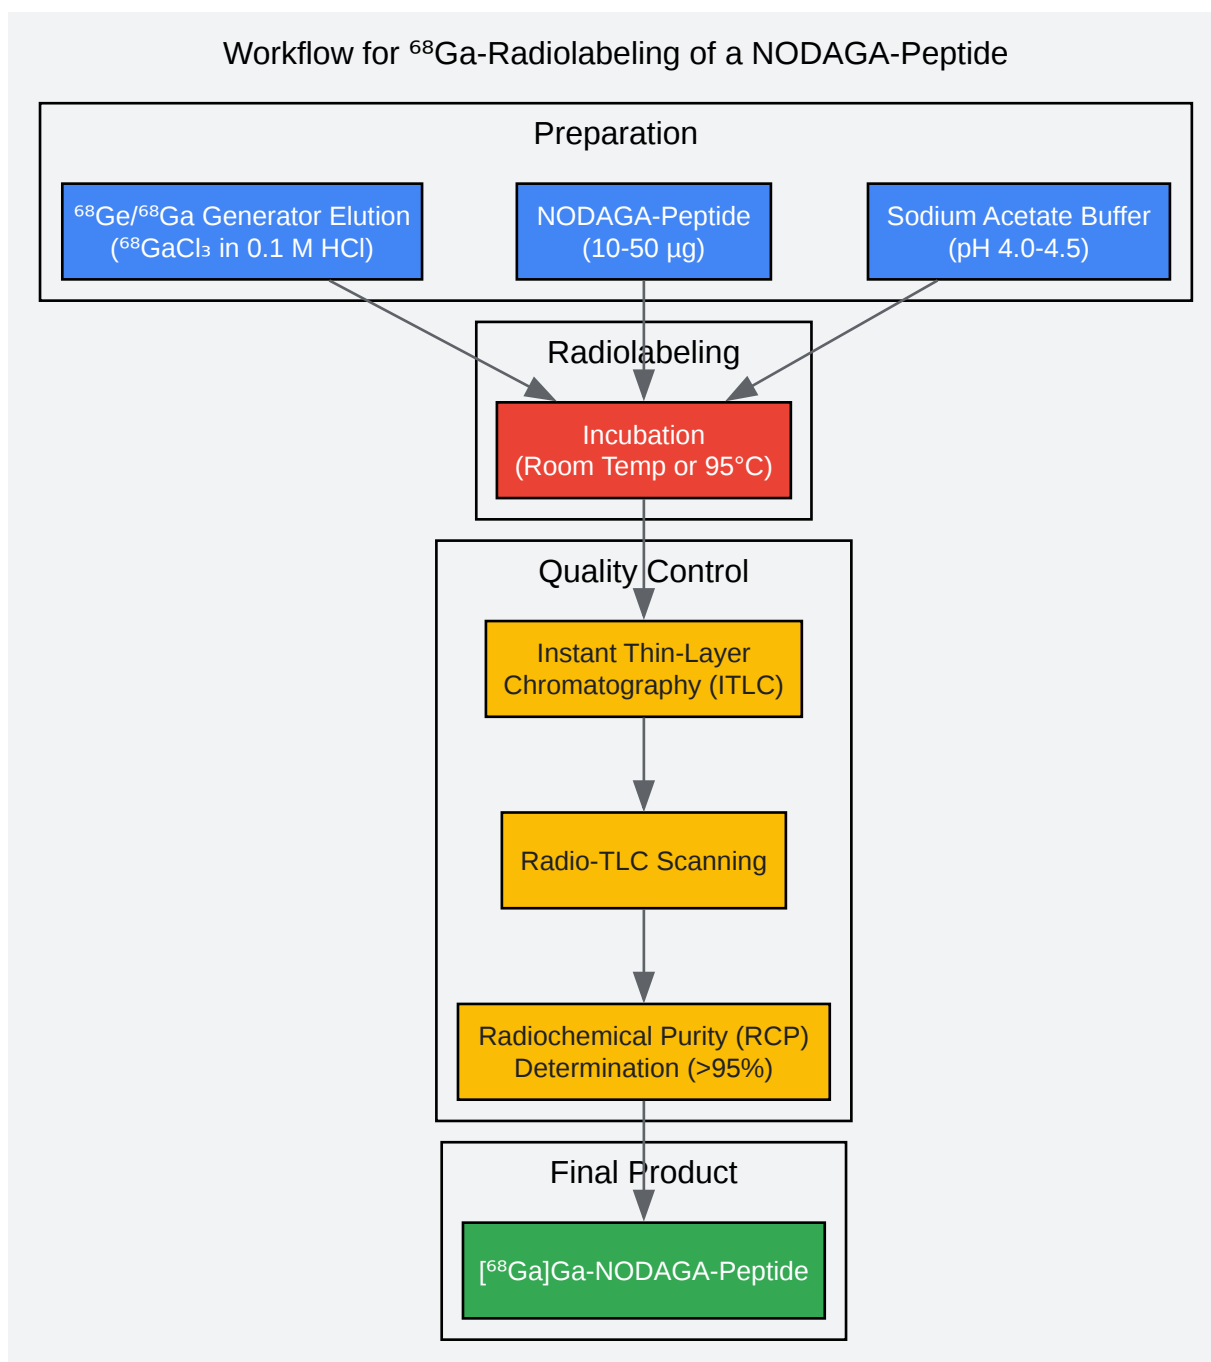 Workflow for ⁶⁸Ga-Radiolabeling of a NODAGA-Peptide
Preparation
⁶⁸Ge/⁶⁸Ga Generator Elution
(⁶⁸GaCl₃ in 0.1 M HCl)
NODAGA-Peptide
(10-50 µg)
Sodium Acetate Buffer
(pH 4.0-4.5)
Radiolabeling
Incubation
(Room Temp or 95°C)
Quality Control
Instant Thin-Layer
Chromatography (ITLC)
Radio-TLC Scanning
Radiochemical Purity (RCP)
Determination (>95%)
Final Product
[⁶⁸Ga]Ga-NODAGA-Peptide